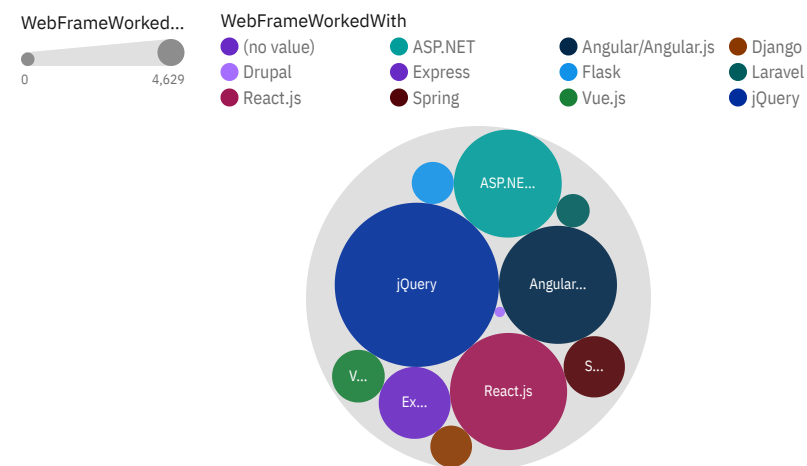 WebFrameWorked...
0
4,629
WebFrameWorkedWith
(no value)
ASP.NET
Angular/Angular.js
Django
Drupal
Express
Flask
Laravel
React.js
Spring
Vue.js
jQuery
ASP.NE...
jQuery
Angular...
S...
V...
Ex...
React.js